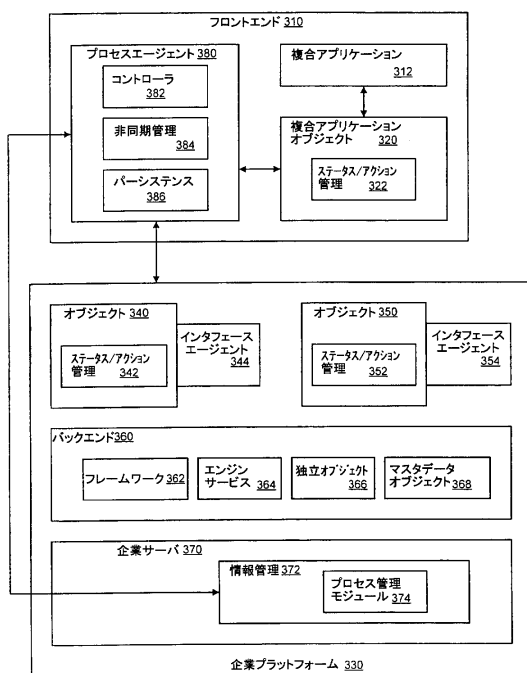 フロントエンド 310
プロセスエージェント 380
コントローラ
382
非同期管理
384
パーシステンス
386
複合アプリケーション
312
複合アプリケーション
オブジェクト 320
ステータス/アクション
管理 322
オブジェクト 340
ステータス/アクション
管理 342
インタフェース
エージェント
344
オブジェクト 350
ステータス/アクション
管理 352
インタフェース
エージェント
354
バックエンド360
フレームワーク 362
エンジン
サービス 364
独立オブジェクト
366
マスタデータ
オブジェクト 368
企業サーバ 370
情報管理 372
プロセス管理
モジュール 374
企業プラットフォーム 330